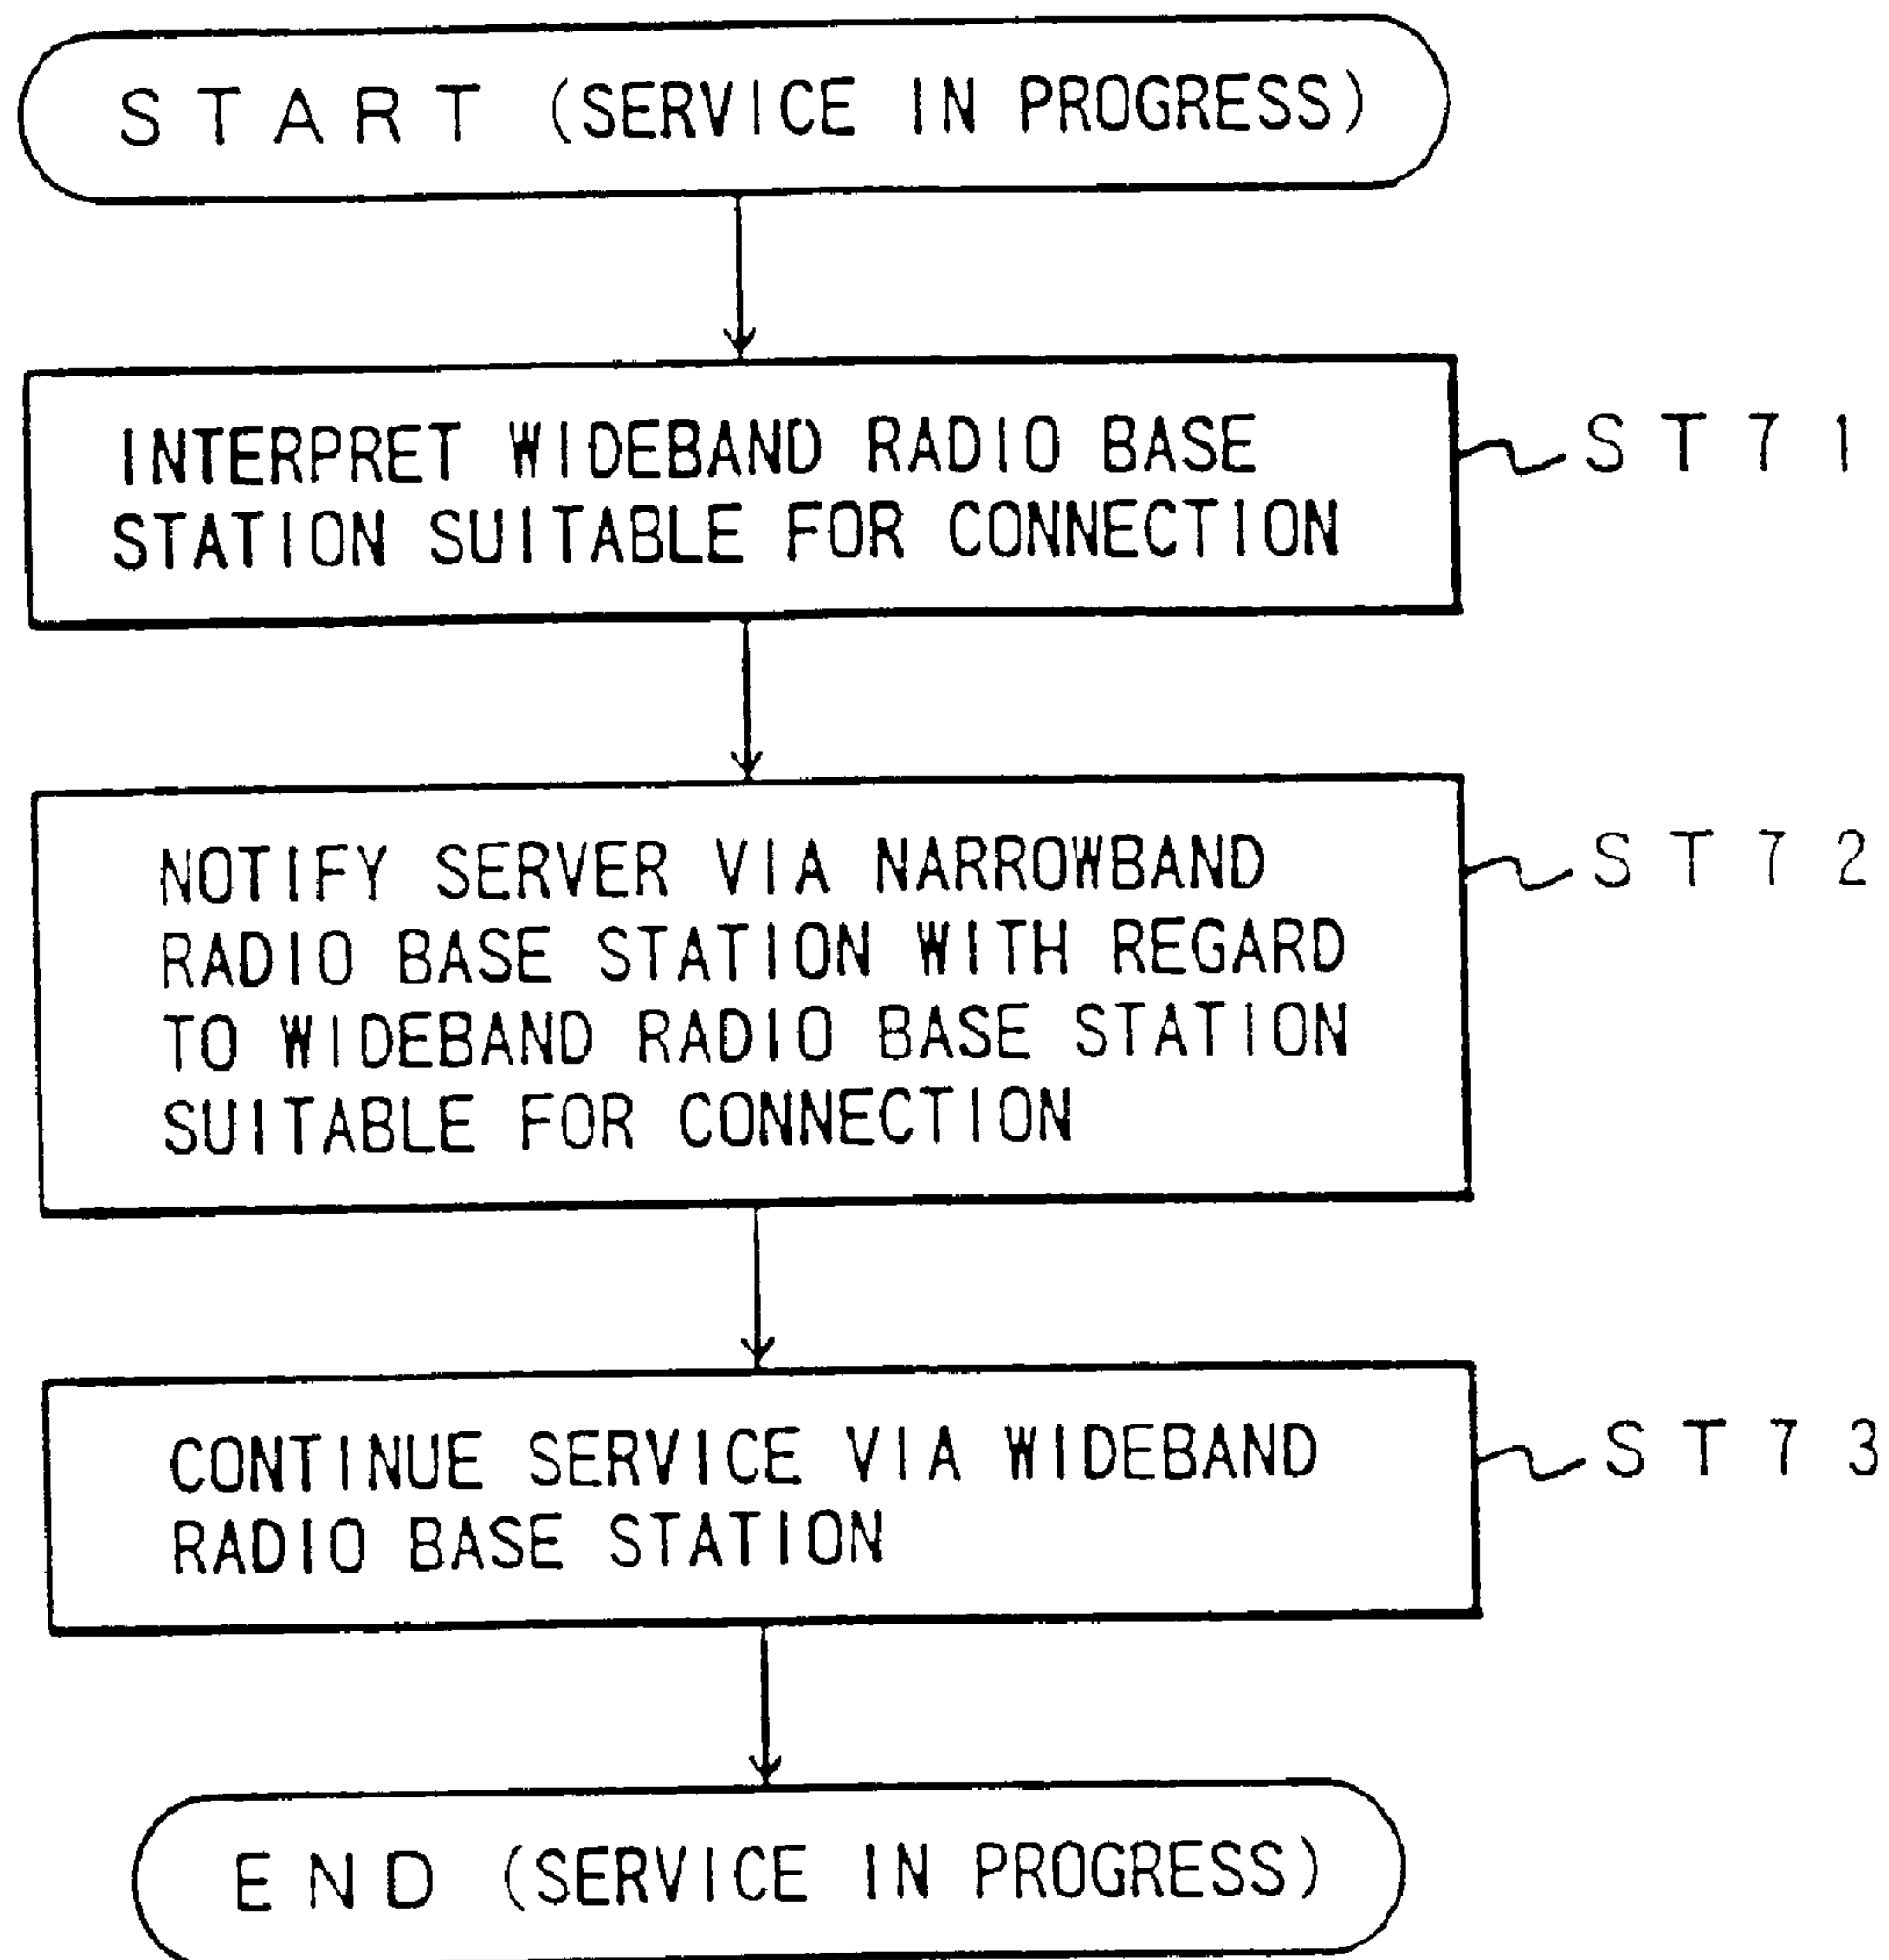 START (SERVICE IN PROGRESS)
INTERPRET WIDEBAND RADIO BASE
STATION SUITABLE FOR CONNECTION
ST71
NOTIFY SERVER VIA NARROWBAND
RADIO BASE STATION WITH REGARD
TO WIDEBAND RADIO BASE STATION
SUITABLE FOR CONNECTION
ST72
CONTINUE SERVICE VIA WIDEBAND
RADIO BASE STATION
ST73
END (SERVICE IN PROGRESS)